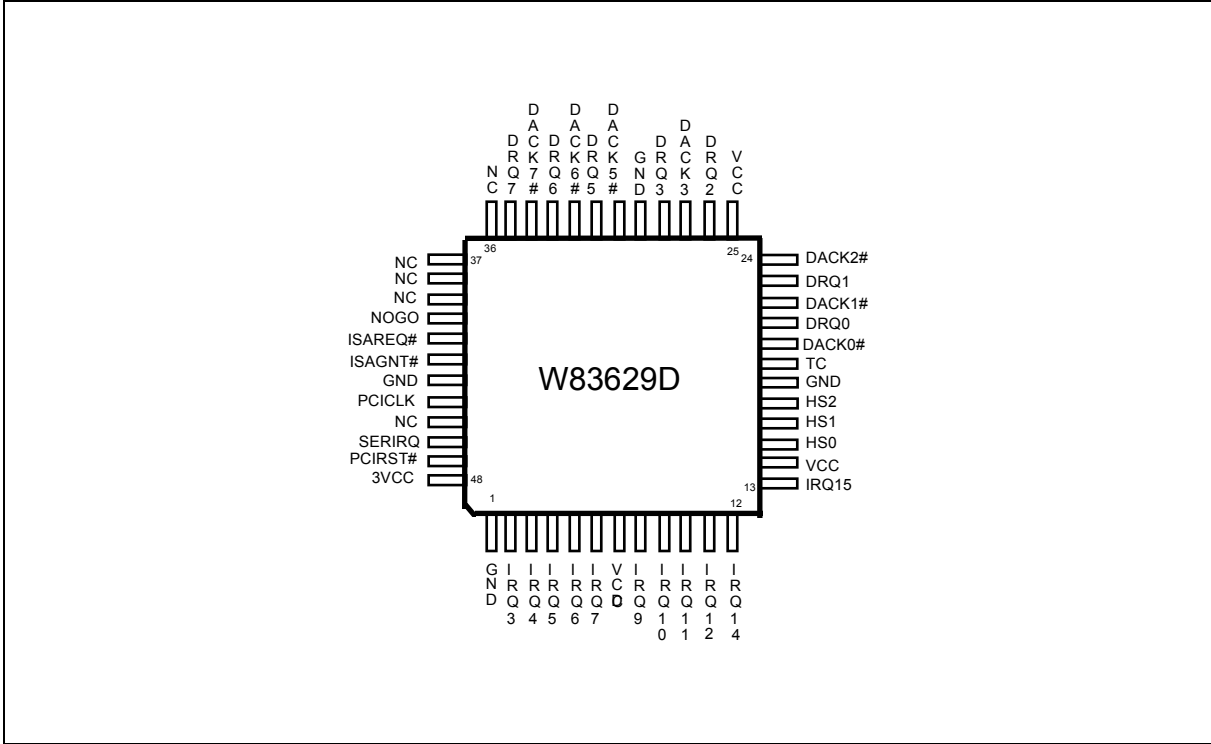 NC
DRQ7
DACK7#
DRQ6
DACK6#
DRQ5
DACK5#
GND
DRQ3
DACK3
DRQ2
VCC
36
25
37
24
NC
NC
NC
NOGO
ISAREQ#
ISAGNT#
GND
PCICLK
NC
SERIRQ
PCIRST#
3VCC
W83629D
DACK2#
DRQ1
DACK1#
DRQ0
DACK0#
TC
GND
HS2
HS1
HS0
VCC
IRQ15
48
13
1
12
GND
IRQ3
IRQ4
IRQ5
IRQ6
IRQ7
IRQ9
IRQ10
IRQ11
IRQ12
IRQ14